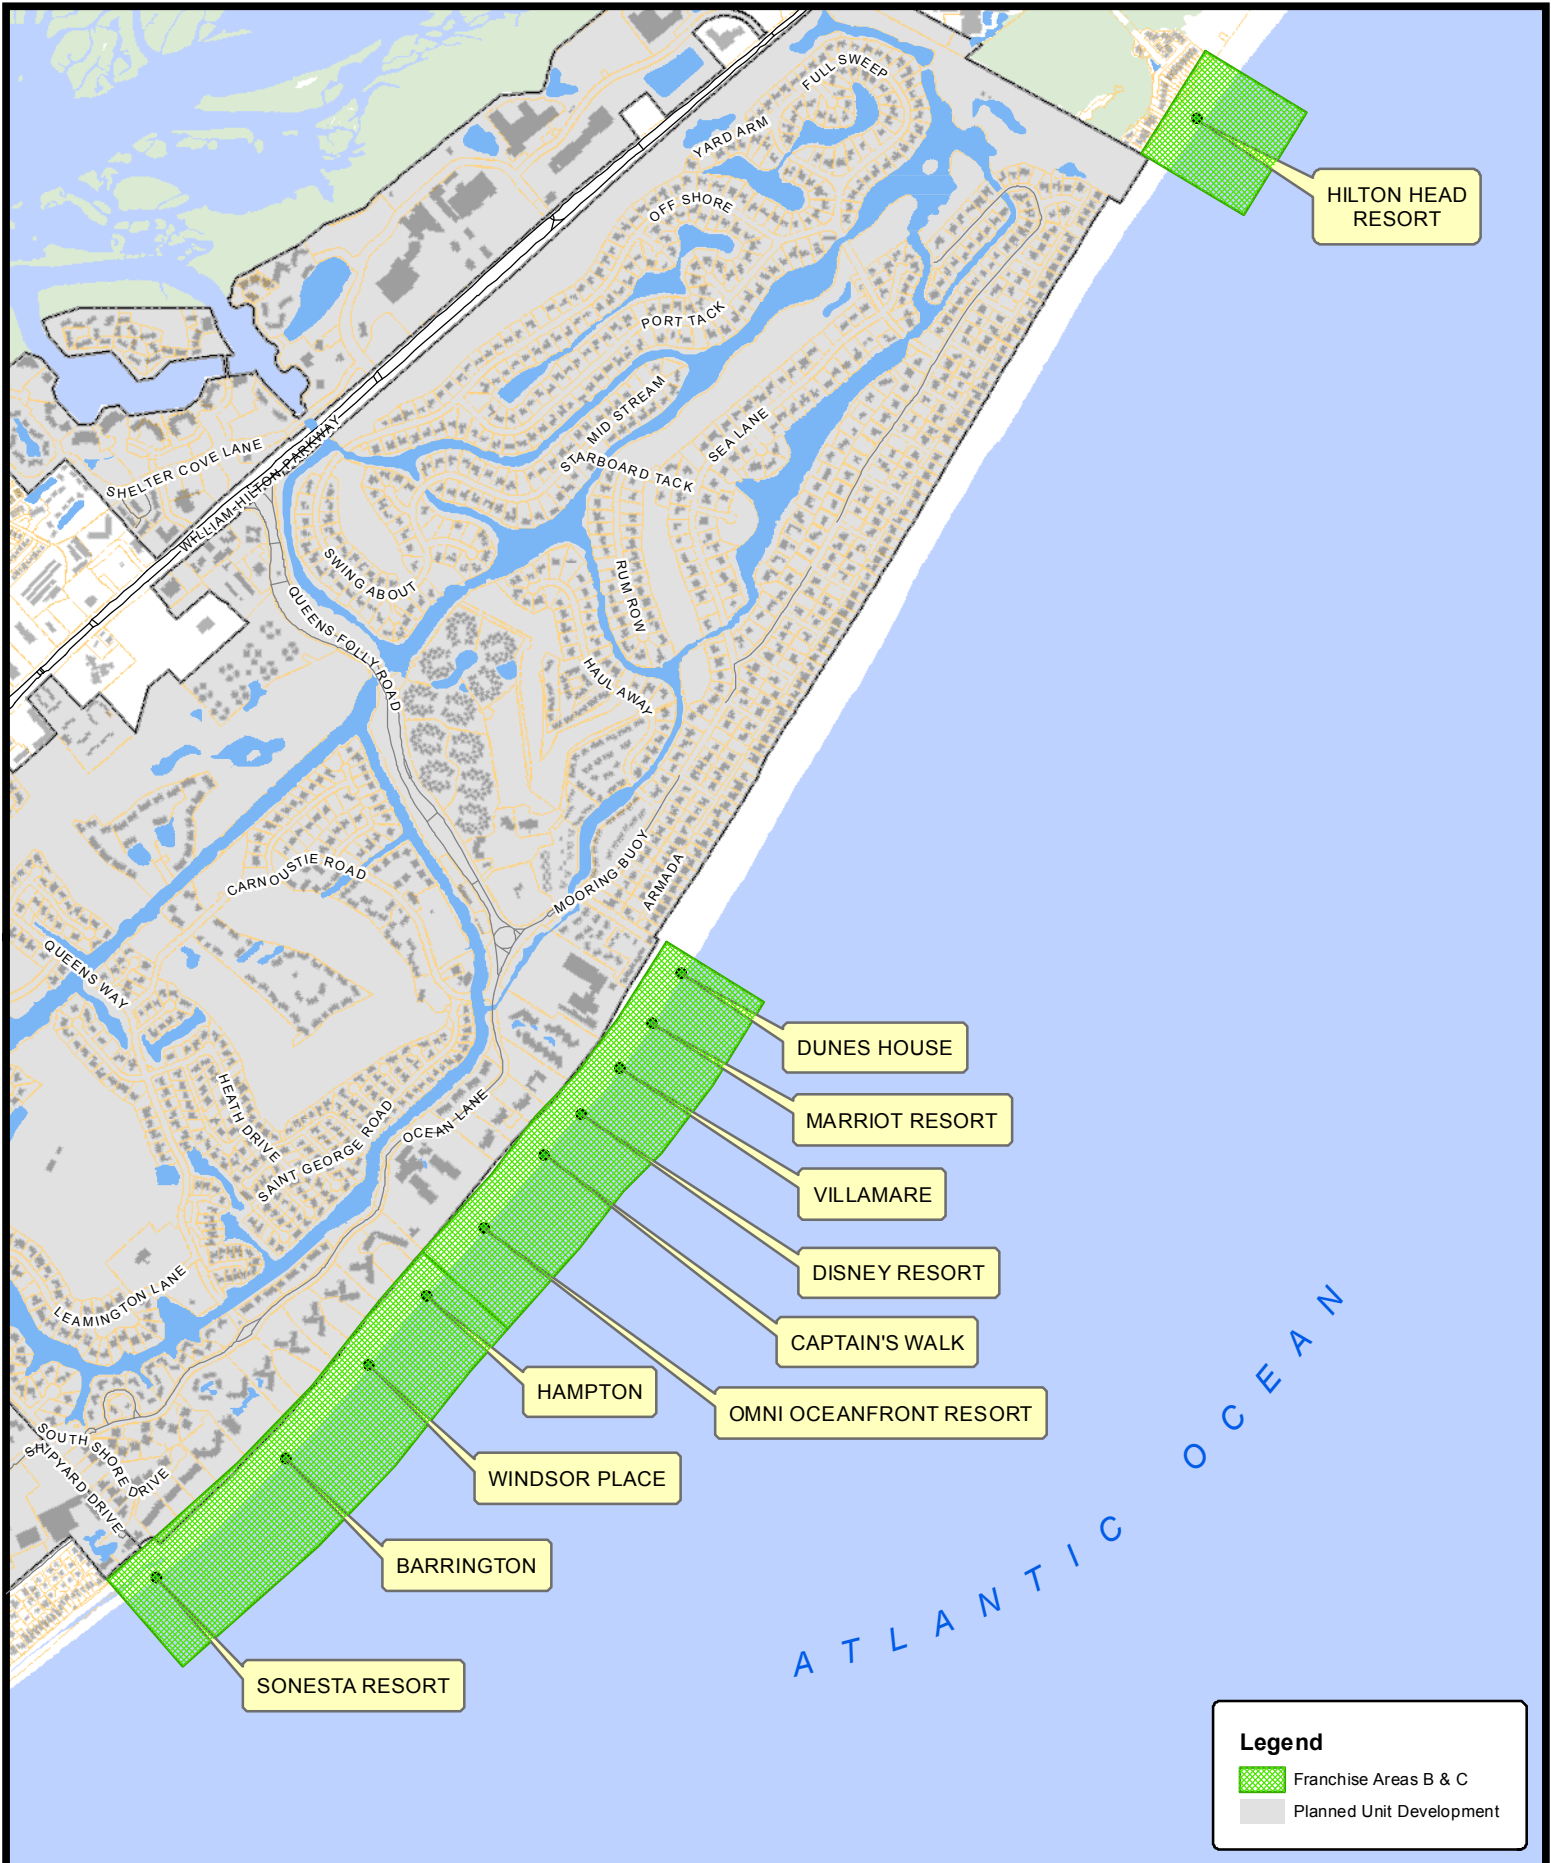 FULL SWEEP
YARD ARM
OFF SHORE
HILTON HEAD
RESORT
PORT TACK
MID STREAM
SEA LANE
STARBOARD TACK
SHELTER COVE LANE
WILLIAM HILTON PARKWAY
SWING ABOUT
RUM ROW
QUEENS FOLLY ROAD
HAUL AWAY
MOORING BUOY
ARMADA
CARNOUSTIE ROAD
QUEENS WAY
HEATH DRIVE
SAINT GEORGE ROAD
OCEAN LANE
LEAMINGTON LANE
SOUTH SHORE DRIVE
SHIPYARD DRIVE
DUNES HOUSE
MARRIOT RESORT
VILLAMARE
DISNEY RESORT
CAPTAIN'S WALK
OMNI OCEANFRONT RESORT
HAMPTON
WINDSOR PLACE
BARRINGTON
SONESTA RESORT
ATLANTIC OCEAN
Legend
Franchise Areas B & C
Planned Unit Development